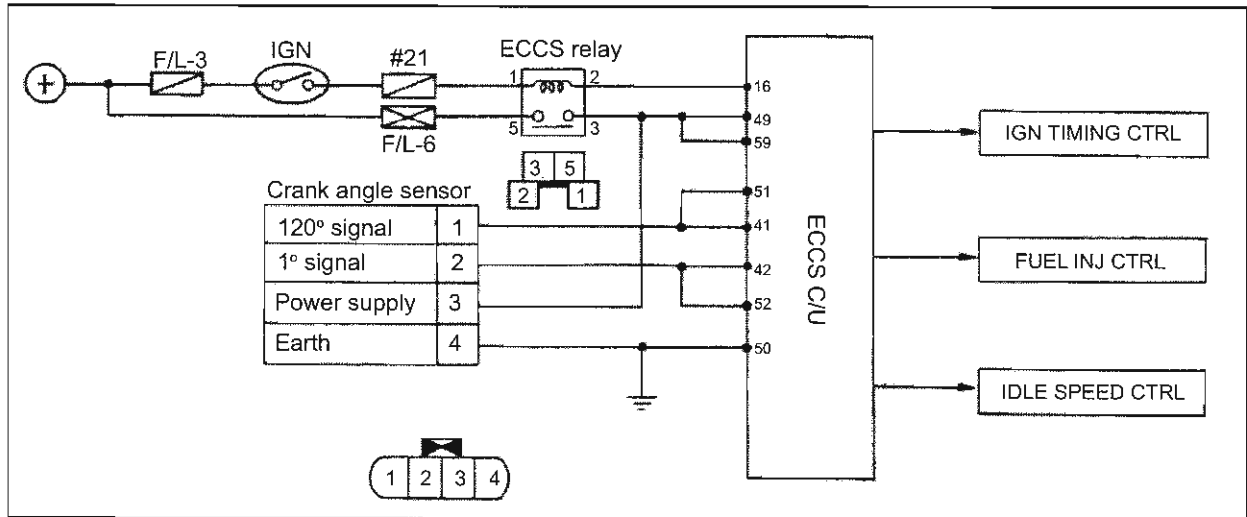 F/L-3
IGN
#21
ECCS relay
+
1
2
16
5
3
49
F/L-6
59
3 5
2 1
Crank angle sensor
120° signal 1
1° signal 2
Power supply 3
Earth 4
51
41
42
52
50
ECCS C/U
IGN TIMING CTRL
FUEL INJ CTRL
IDLE SPEED CTRL
1 2 3 4